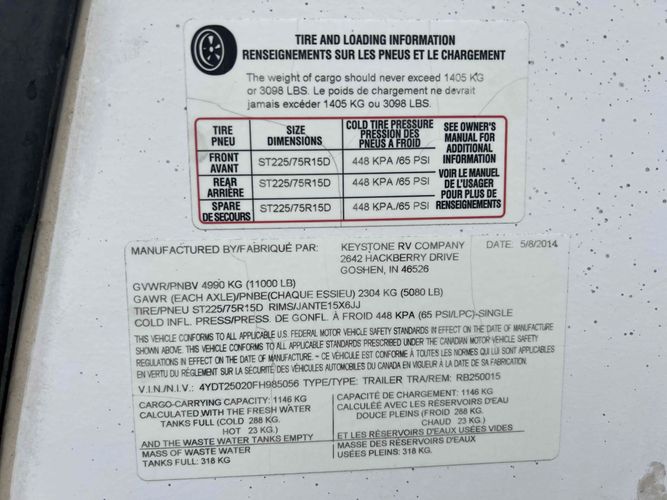 TIRE AND LOADING INFORMATION
RENSEIGNEMENTS SUR LES PNEUS ET LE CHARGEMENT
The weight of cargo should never exceed 1405 KG
or 3098 LBS. Le poids de chargement ne devrait
jamais excéder 1405 KG ou 3098 LBS.
TIRE PNEU | SIZE DIMENSIONS | COLD TIRE PRESSURE PRESSION DES PNEUS A FROID
FRONT AVANT | ST225/75R15D | 448 KPA /65 PSI
REAR ARRIÈRE | ST225/75R15D | 448 KPA /65 PSI
SPARE DE SECOURS | ST225/75R15D | 448 KPA./65 PSI
SEE OWNER'S
MANUAL FOR
ADDITIONAL
INFORMATION
VOIR LE MANUEL
DE L'USAGER
POUR PLUS DE
RENSEIGNEMENTS
MANUFACTURED BY/FABRIQUÉ PAR: KEYSTONE RV COMPANY DATE: 5/8/2014
2642 HACKBERRY DRIVE
GOSHEN, IN 46526
GVWR/PNBV 4990 KG (11000 LB)
GAWR (EACH AXLE)/PNBE(CHAQUE ESSIEU) 2304 KG (5080 LB)
TIRE/PNEU ST225/75R15D RIMS/JANTE15X6JJ
COLD INFL. PRESS/PRESS. DE GONFL. À FROID 448 KPA (65 PSI/LPC)-SINGLE
THIS VEHICLE CONFORMS TO ALL APPLICABLE U.S. FEDERAL MOTOR VEHICLE SAFETY STANDARDS IN EFFECT ON THE DATE OF MANUFACTURE
SHOWN ABOVE. THIS VEHICLE CONFORMS TO ALL APPLICABLE STANDARDS PRESCRIBED UNDER THE CANADIAN MOTOR VEHICLE SAFETY
REGULATIONS IN EFFECT ON THE DATE OF MANUFACTURE ~ CE VÉHICULE EST CONFORME À TOUTES LES NORMES QUI LUI SONT APPLICABLES
EN VERTU DU RÈGLEMENT SUR LA SÉCURITÉ DES VÉHICULES AUTOMOBILES DU CANADA EN VIGUEUR À LA DATE DE SA FABRICATION.
V.I.N./N.I.V.: 4YDT25020FH985056 TYPE/TYPE: TRAILER TRA/REM: RB250015
CARGO-CARRYING CAPACITY: 1146 KG
CALCULATED WITH THE FRESH WATER
TANKS FULL (COLD 288 KG.
HOT 23 KG.)
AND THE WASTE WATER TANKS EMPTY
MASS OF WASTE WATER
TANKS FULL: 318 KG
CAPACITÉ DE CHARGEMENT: 1146 KG
CALCULÉE AVEC LES RÉSERVOIRS D'EAU
DOUCE PLEINS (FROID 288 KG.
CHAUD 23 KG.)
ET LES RÉSERVOIRS D'EAUX USÉES VIDES
MASSE DES RÉSERVOIRS D'EAUX
USÉES PLEINS: 318 KG